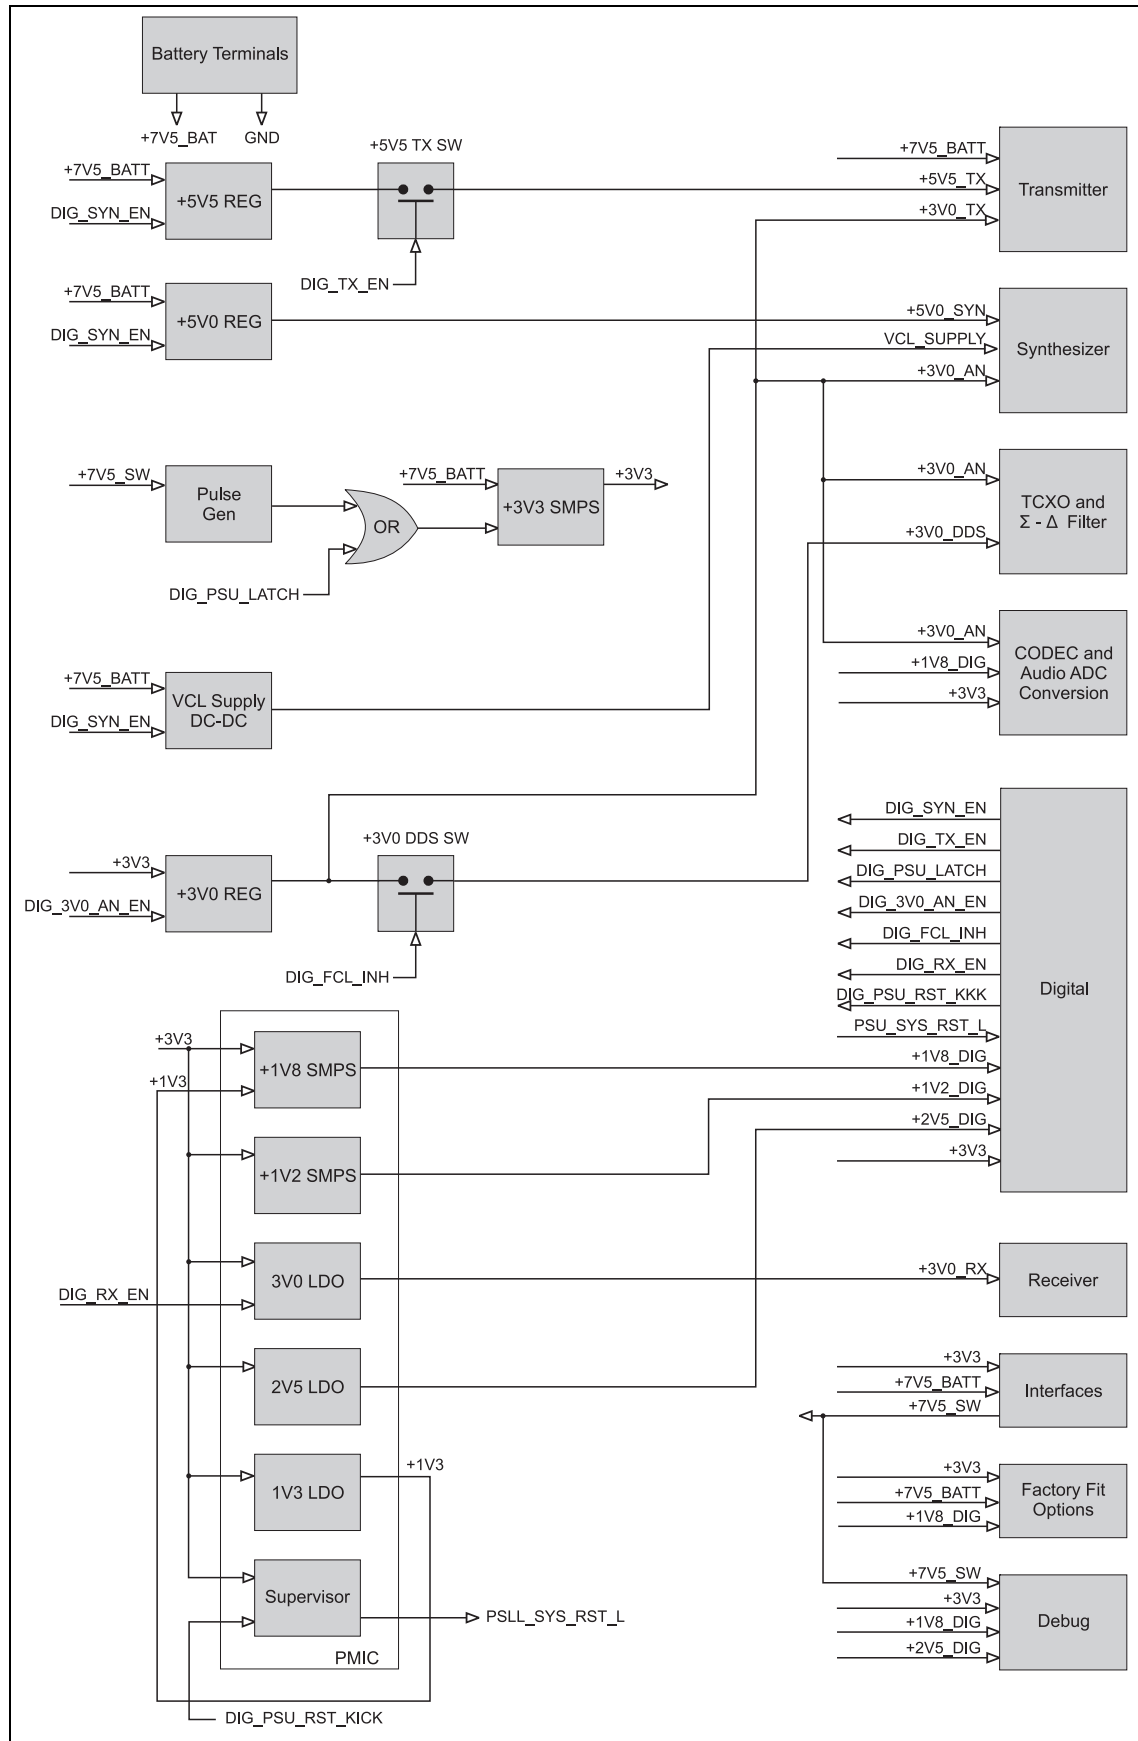 Battery Terminals
+7V5_BAT
GND
+5V5 TX SW
+7V5_BATT
DIG_SYN_EN
+5V5 REG
DIG_TX_EN
+7V5_BATT
+5V5_TX
+3V0_TX
Transmitter
+7V5_BATT
DIG_SYN_EN
+5V0 REG
+5V0_SYN
VCL_SUPPLY
+3V0_AN
Synthesizer
+7V5_SW
Pulse
Gen
OR
DIG_PSU_LATCH
+7V5_BATT
+3V3 SMPS
+3V3
+3V0_AN
+3V0_DDS
TCXO and
Σ - Δ Filter
+3V0_AN
+1V8_DIG
+3V3
CODEC and
Audio ADC
Conversion
+7V5_BATT
DIG_SYN_EN
VCL Supply
DC-DC
+3V3
DIG_3V0_AN_EN
+3V0 REG
+3V0 DDS SW
DIG_FCL_INH
DIG_SYN_EN
DIG_TX_EN
DIG_PSU_LATCH
DIG_3V0_AN_EN
DIG_FCL_INH
DIG_RX_EN
DIG_PSU_RST_KKK
PSU_SYS_RST_L
+1V8_DIG
+1V2_DIG
+2V5_DIG
+3V3
Digital
+3V3
+1V3
+1V8 SMPS
+1V2 SMPS
DIG_RX_EN
3V0 LDO
2V5 LDO
1V3 LDO
+1V3
Supervisor
PSLL_SYS_RST_L
PMIC
DIG_PSU_RST_KICK
+3V0_RX
Receiver
+3V3
+7V5_BATT
+7V5_SW
Interfaces
+3V3
+7V5_BATT
+1V8_DIG
Factory Fit
Options
+7V5_SW
+3V3
+1V8_DIG
+2V5_DIG
Debug